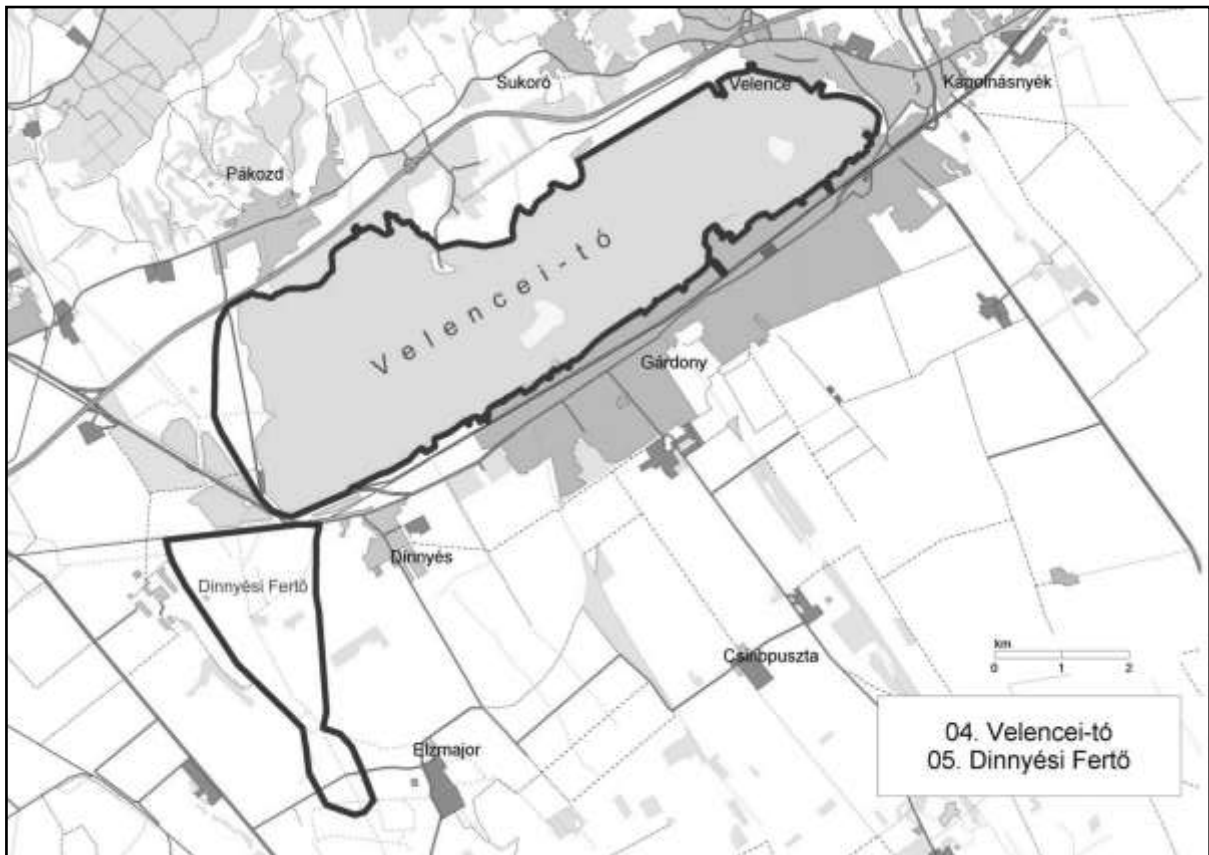 Sukoró
Velence
Kápolnásnyék
Pákozd
Velencei-tó
Gárdony
Dinnyés
Dinnyési Fertő
Csiribpuszta
Elzmajor
km
0 1 2
04. Velencei-tó
05. Dinnyési Fertő